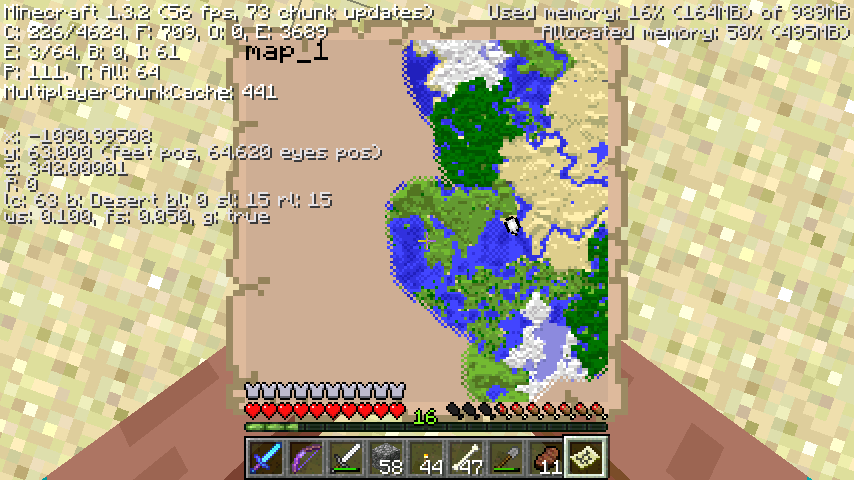 Minecraft 1.3.2 (56 fps, 73 chunk updates)
Used memory: 16% (164MB) of 989MB
C: 226/4624, F: 709, O: 0, E: 3689
Allocated memory: 50% (495MB)
E: 3/64, B: 0, I: 61
P: 111, T: All: 64
MultiplayerChunkCache: 441
map_1
x: -1090.99503
y: 63.000 (feet pos, 64.620 eyes pos)
z: 342.00001
f: 0
lc: 63 b: Desert bl: 0 sl: 15 rl: 15
ws: 0.100, fs: 0.050, g: true
16
58
44
47
11